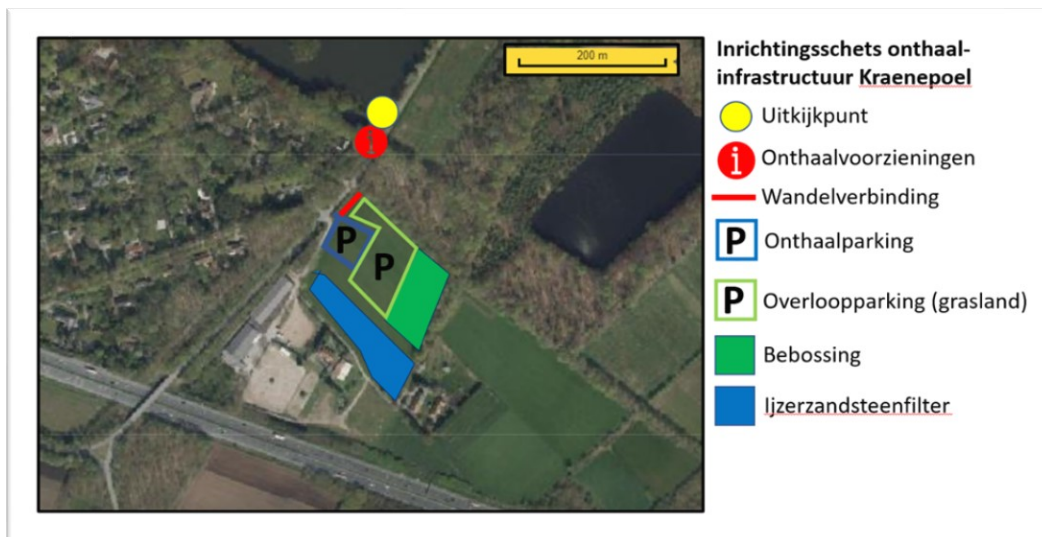 200 m
i
P
P
Inrichtingsschets onthaal-
infrastructuur Kraenepoel
Uitkijkpunt
i Onthaalvoorzieningen
Wandelverbinding
P Onthaalparking
P Overloopparking (grasland)
Bebossing
Ijzerzandsteenfilter